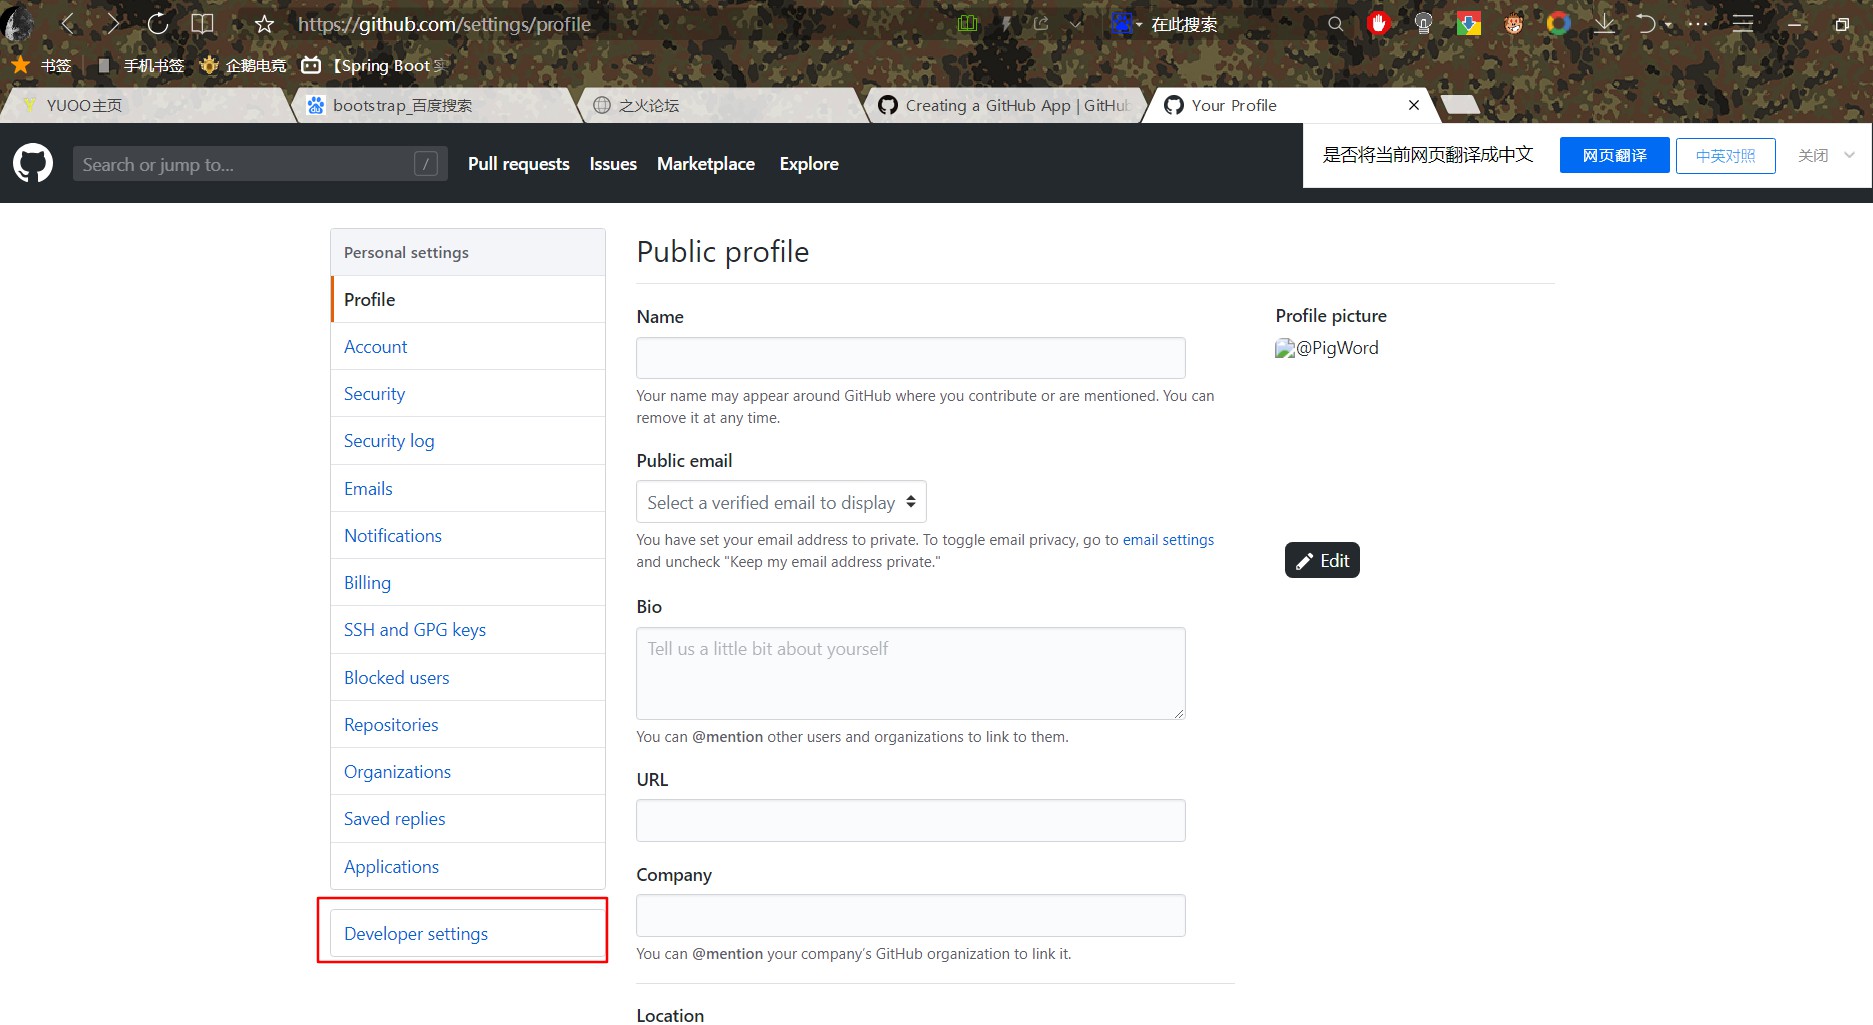 https://github.com/settings/profile
在此搜索
书签
手机书签
企鹅电竞
【Spring Boot
YUOO主页
bootstrap_百度搜索
之火论坛
Creating a GitHub App | GitHub
Your Profile
Search or jump to...
/
Pull requests
Issues
Marketplace
Explore
是否将当前网页翻译成中文
网页翻译
中英对照
关闭
Personal settings
Profile
Account
Security
Security log
Emails
Notifications
Billing
SSH and GPG keys
Blocked users
Repositories
Organizations
Saved replies
Applications
Developer settings
Public profile
Name
Your name may appear around GitHub where you contribute or are mentioned. You can
remove it at any time.
Public email
Select a verified email to display
You have set your email address to private. To toggle email privacy, go to email settings
and uncheck "Keep my email address private."
Bio
Tell us a little bit about yourself
You can @mention other users and organizations to link to them.
URL
Company
You can @mention your company's GitHub organization to link it.
Location
Profile picture
@PigWord
Edit